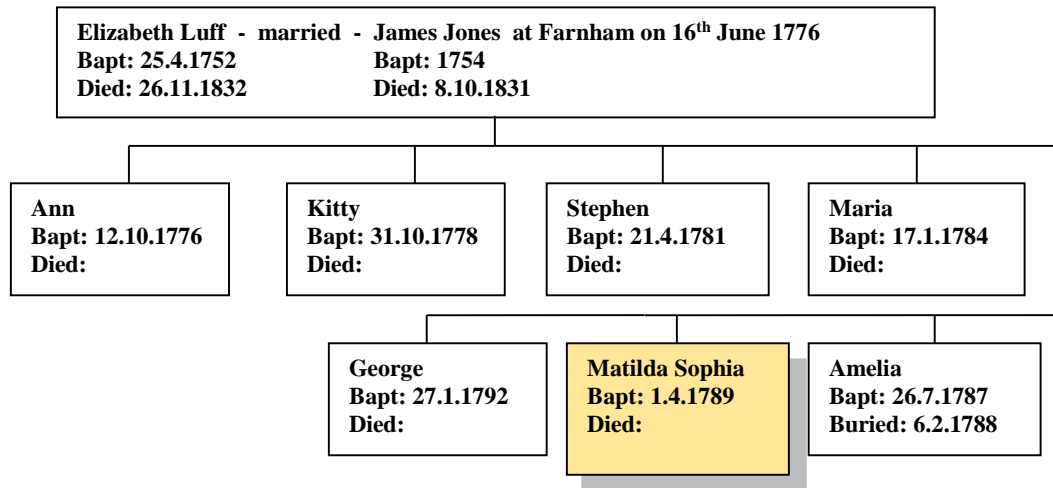 Elizabeth Luff - married - James Jones at Farnham on 16th June 1776
Bapt: 25.4.1752 Bapt: 1754
Died: 26.11.1832 Died: 8.10.1831
Ann
Bapt: 12.10.1776
Died:
Kitty
Bapt: 31.10.1778
Died:
Stephen
Bapt: 21.4.1781
Died:
Maria
Bapt: 17.1.1784
Died:
George
Bapt: 27.1.1792
Died:
Matilda Sophia
Bapt: 1.4.1789
Died:
Amelia
Bapt: 26.7.1787
Buried: 6.2.1788